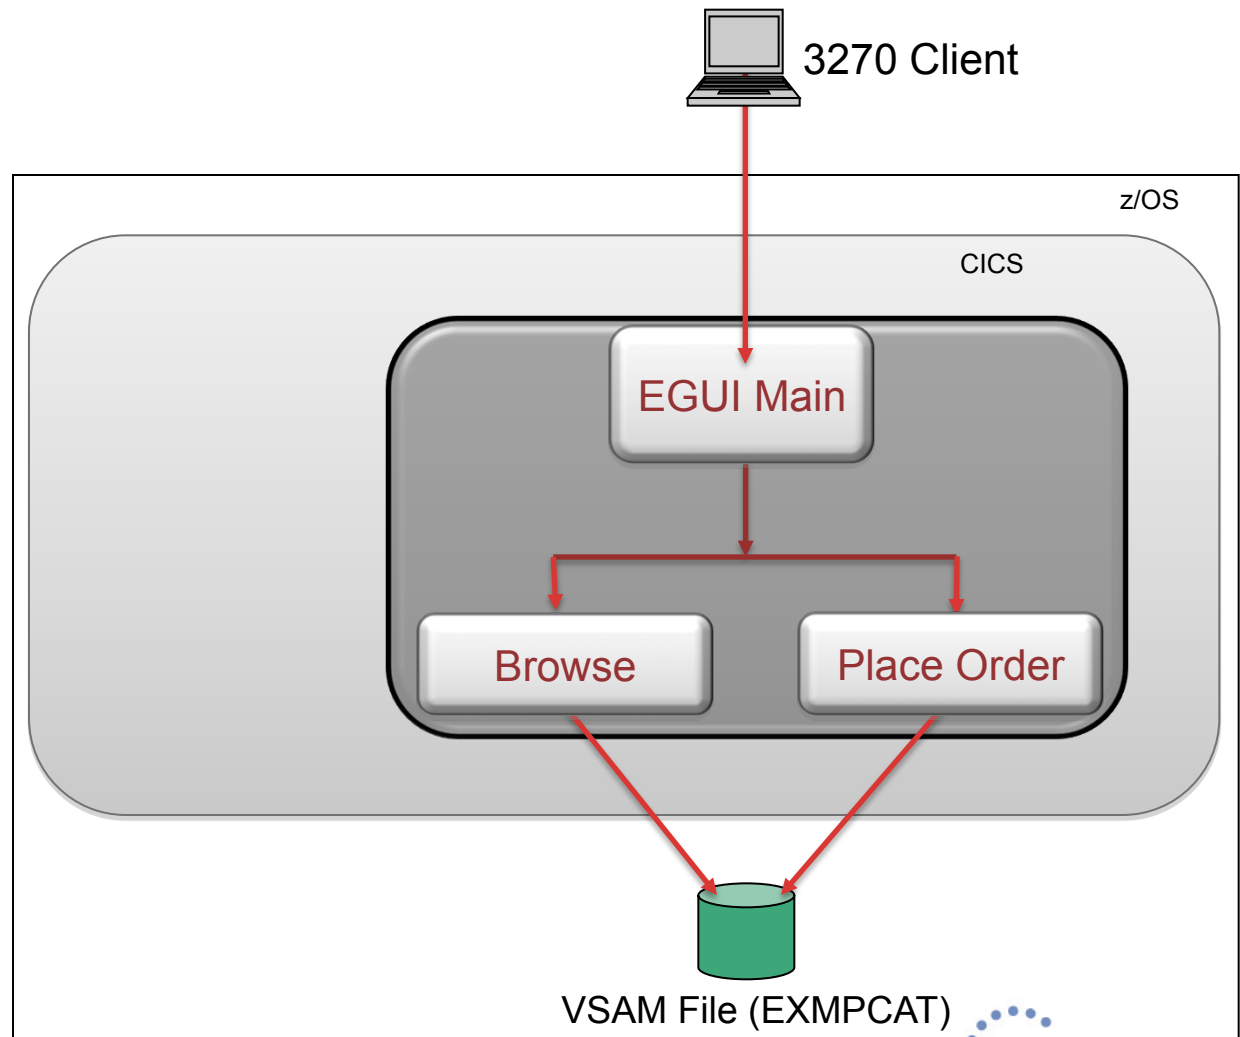 3270 Client
z/OS
CICS
EGUI Main
Browse
Place Order
VSAM File (EXMPCAT)